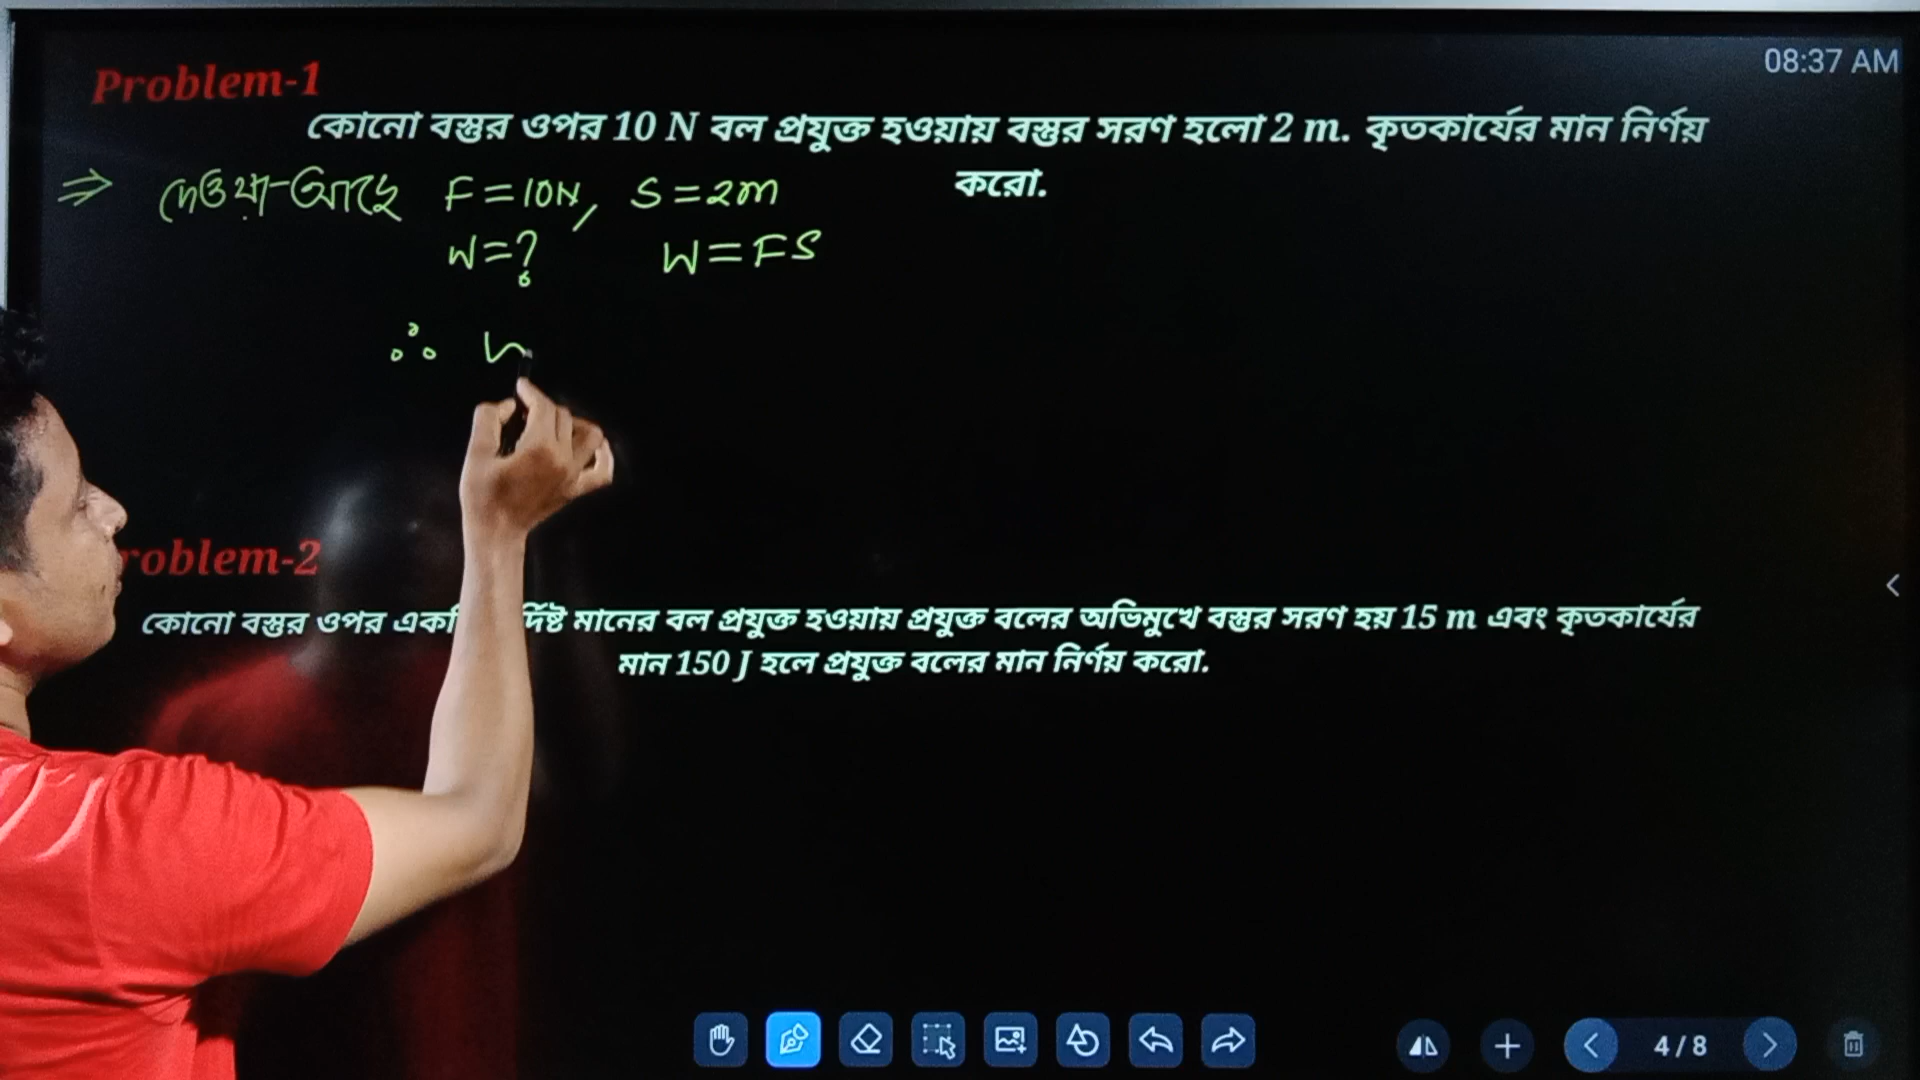 08:37 AM
Problem-1
কোনো বস্তুর ওপর 10 N বল প্রযুক্ত হওয়ায় বস্তুর সরণ হলো 2 m. কৃতকার্যের মান নির্ণয়
করো.
⇒ দেওয়া আছে F = 10N, S = 2m
W = ? W = FS
∴
roblem-2
কোনো বস্তুর ওপর মানের বল প্রযুক্ত হওয়ায় প্রযুক্ত বলের অভিমুখে বস্তুর সরণ হয় 15 m এবং কৃতকার্যের
মান 150 J হলে প্রযুক্ত বলের মান নির্ণয় করো.
4 / 8